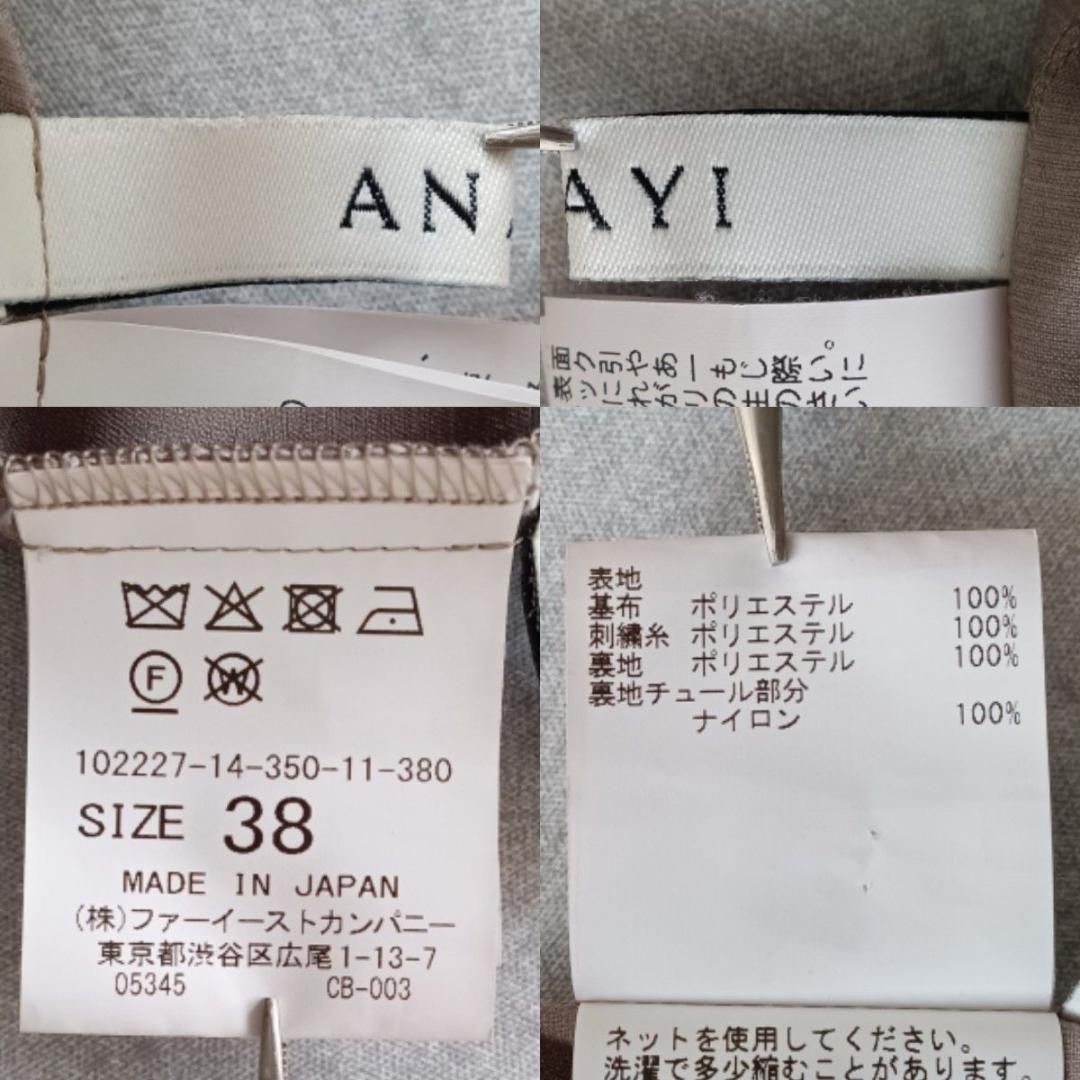 AN
AYI
102227-14-350-11-380
SIZE 38
MADE IN JAPAN
(株)ファーイーストカンパニー
東京都渋谷区広尾1-13-7
05345 CB-003
表地
基布 ポリエステル 100%
刺繍糸 ポリエステル 100%
裏地 ポリエステル 100%
裏地チュール部分
ナイロン 100%
ネットを使用してください。
洗濯で多少縮むことがあります。